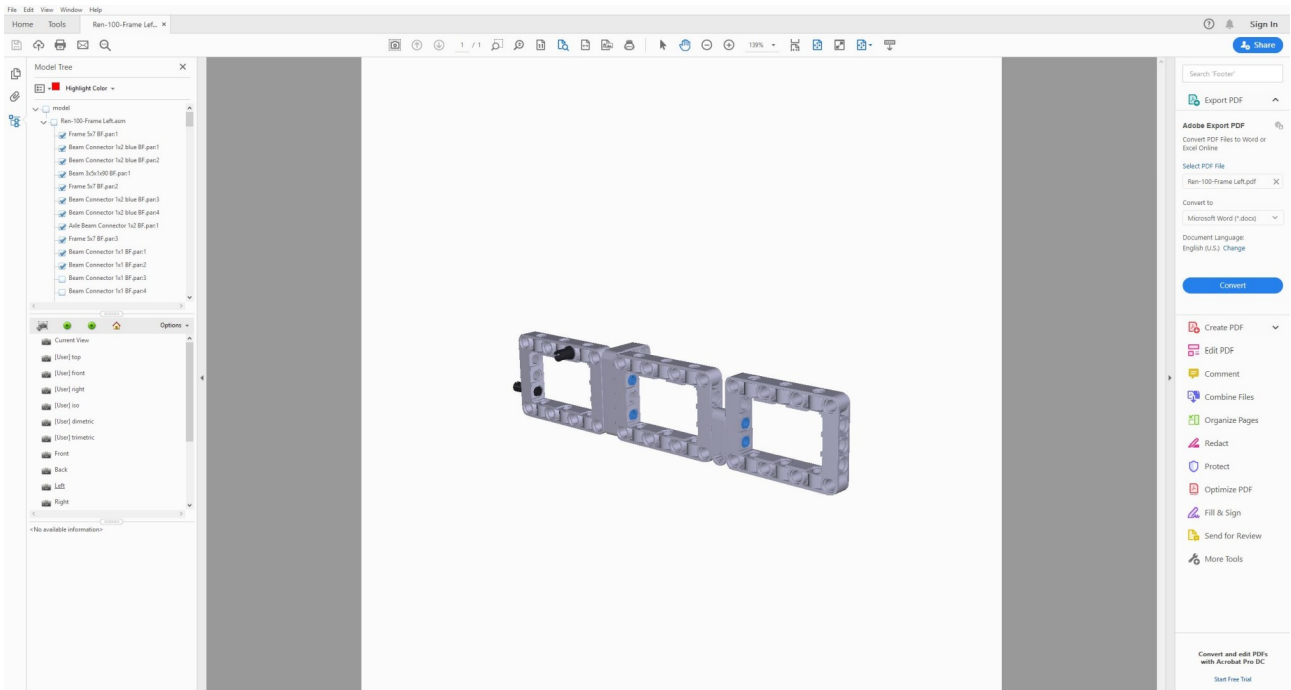 File Edit View Window Help
Home Tools Ren-100-Frame Lef... × Sign In
1 / 1 139% Share
Model Tree
Highlight Color
model
Ren-100-Frame Left.asm
Frame 5x7 BF.par:1
Beam Connector 1x2 blue BF.par:1
Beam Connector 1x2 blue BF.par:2
Beam 3x5x1x90 BF.par:1
Frame 5x7 BF.par:2
Beam Connector 1x2 blue BF.par:3
Beam Connector 1x2 blue BF.par:4
Axle Beam Connector 1x2 BF.par:1
Frame 5x7 BF.par:3
Beam Connector 1x1 BF.par:1
Beam Connector 1x1 BF.par:2
Beam Connector 1x1 BF.par:3
Beam Connector 1x1 BF.par:4
Options
Current View
[User] top
[User] front
[User] right
[User] iso
[User] dimetric
[User] trimetric
Front
Back
Left
Right
<No available information>
Search 'Footer'
Export PDF
Adobe Export PDF
Convert PDF Files to Word or
Excel Online
Select PDF File
Ren-100-Frame Left.pdf
Convert to
Microsoft Word (*.docx)
Document Language:
English (U.S.) Change
Convert
Create PDF
Edit PDF
Comment
Combine Files
Organize Pages
Redact
Protect
Optimize PDF
Fill & Sign
Send for Review
More Tools
Convert and edit PDFs
with Acrobat Pro DC
Start Free Trial